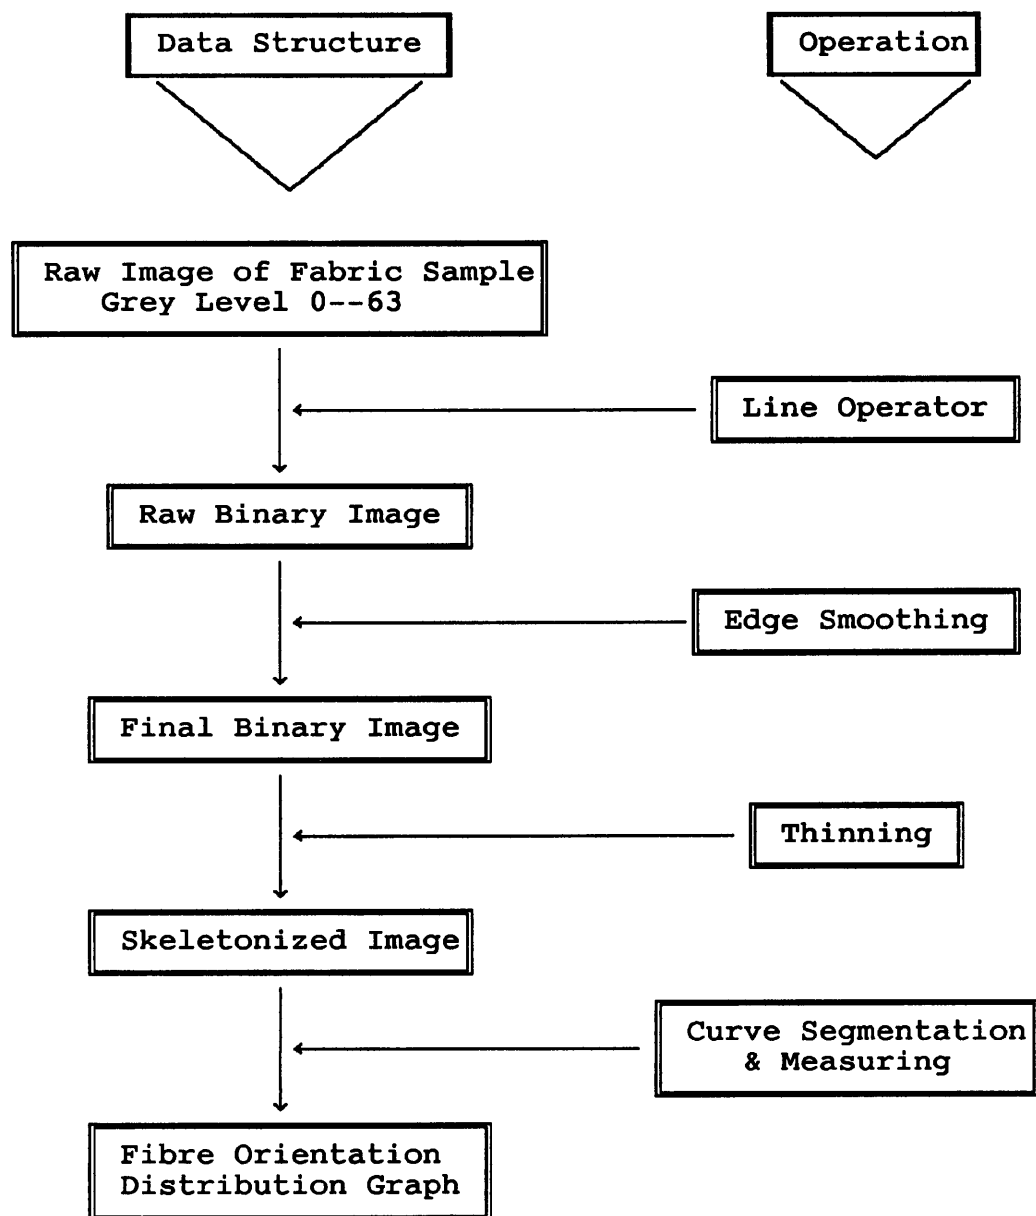 Data Structure
Operation
Raw Image of Fabric Sample
Grey Level 0--63
Line Operator
Raw Binary Image
Edge Smoothing
Final Binary Image
Thinning
Skeletonized Image
Curve Segmentation
& Measuring
Fibre Orientation
Distribution Graph